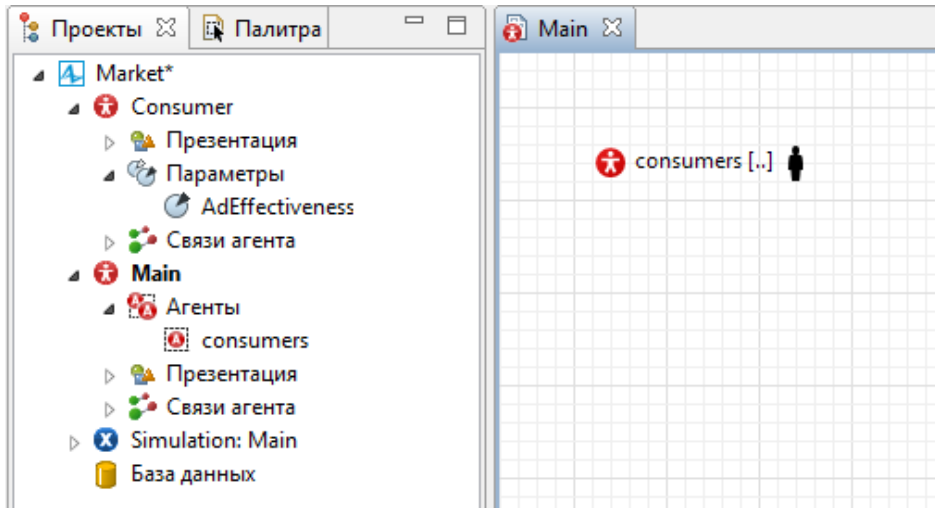 Проекты
Палитра
Main
Market*
Consumer
Презентация
Параметры
AdEffectiveness
Связи агента
Main
Агенты
consumers
Презентация
Связи агента
Simulation: Main
База данных
consumers [..]